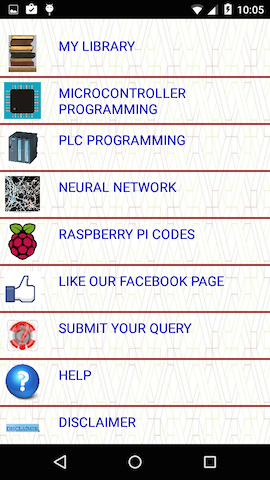 10:05
MY LIBRARY
MICROCONTROLLER
PROGRAMMING
PLC PROGRAMMING
NEURAL NETWORK
RASPBERRY PI CODES
LIKE OUR FACEBOOK PAGE
SUBMIT YOUR QUERY
HELP
DISCLAIMER
DISCLAIMER